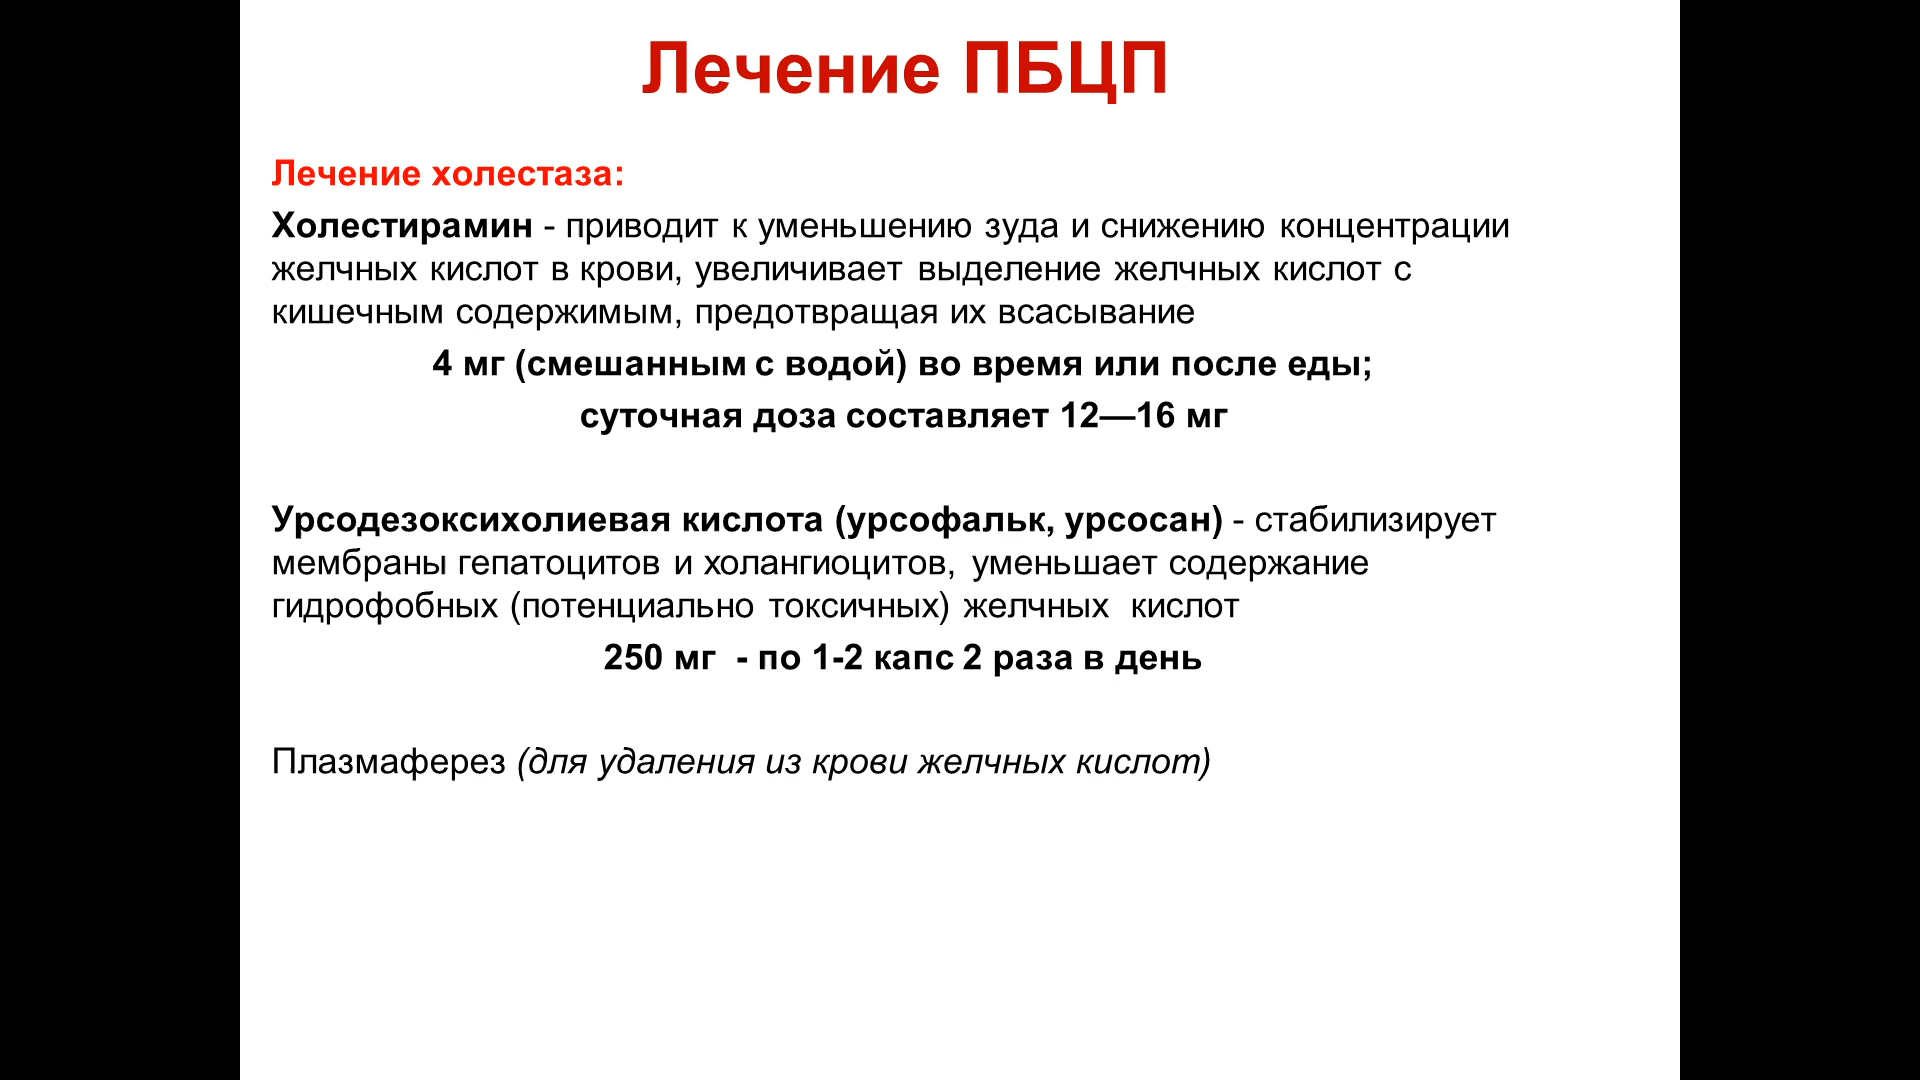 Лечение ПБЦП
Лечение холестаза:
Холестирамин - приводит к уменьшению зуда и снижению концентрации
желчных кислот в крови, увеличивает выделение желчных кислот с
кишечным содержимым, предотвращая их всасывание
4 мг (смешанным с водой) во время или после еды;
суточная доза составляет 12—16 мг
Урсодезоксихолиевая кислота (урсофальк, урсосан) - стабилизирует
мембраны гепатоцитов и холангиоцитов, уменьшает содержание
гидрофобных (потенциально токсичных) желчных  кислот
250 мг  - по 1-2 капс 2 раза в день
Плазмаферез (для удаления из крови желчных кислот)